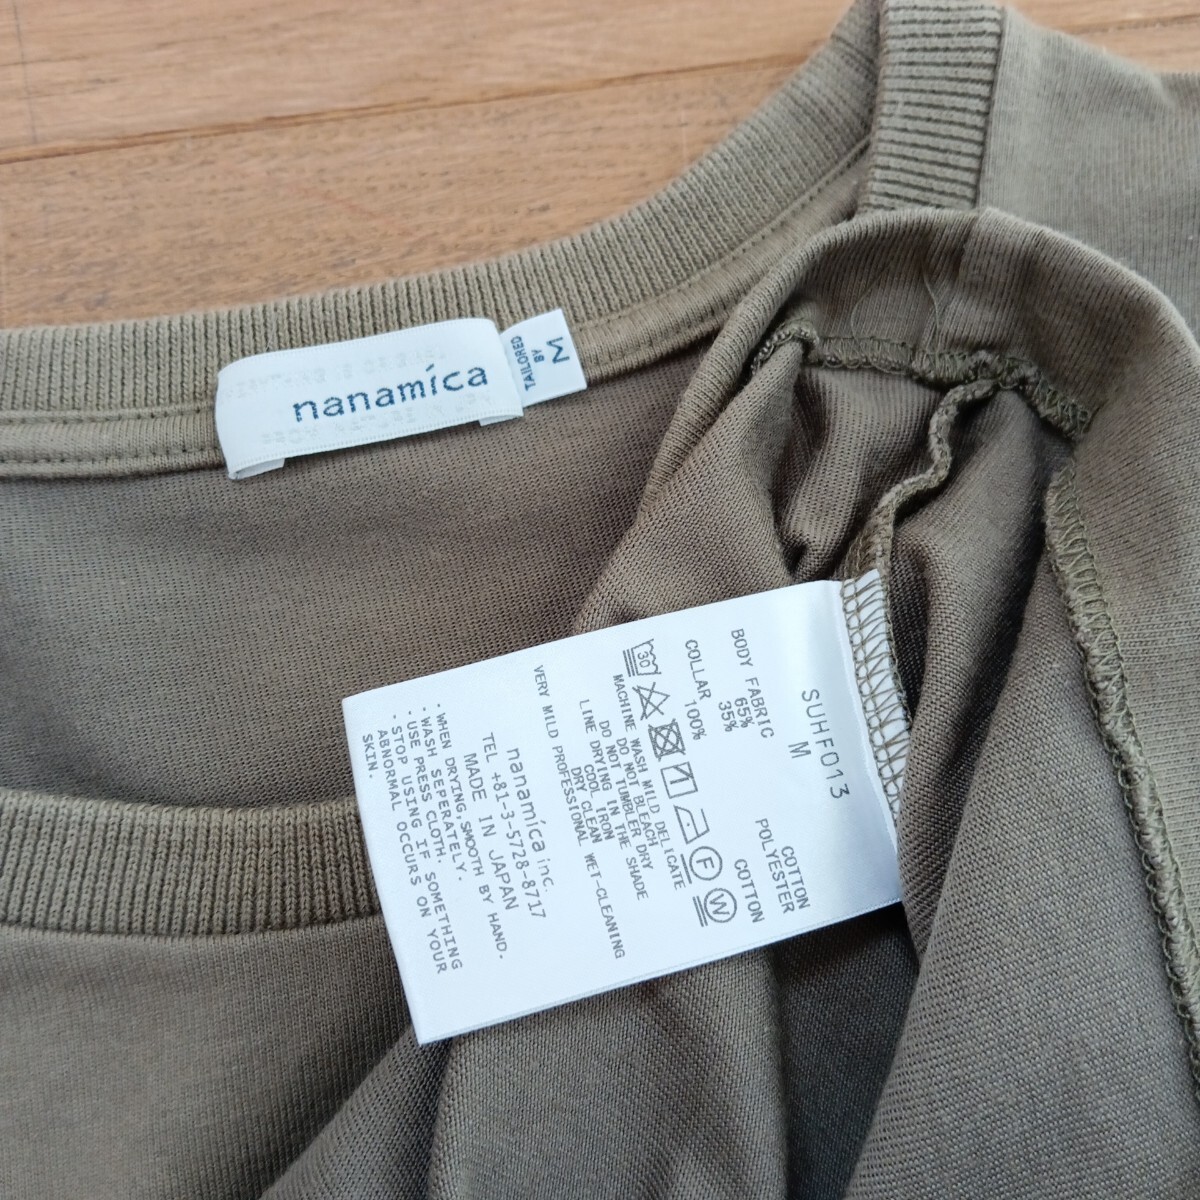 nanamíca
M
TAILORED
BY
SUHF013
M
BODY FABRIC
65% COTTON
35% POLYESTER
COLLAR 100% COTTON
30
F
W
MACHINE WASH MILD DELICATE
DO NOT BLEACH
DO NOT TUMBLER DRY
LINE DRYING IN THE SHADE
COOL IRON
DRY CLEAN
VERY MILD PROFESSIONAL WET-CLEANING
nanamíca inc.
TEL +81-3-5728-8717
MADE IN JAPAN
・WHEN DRYING,SMOOTH BY HAND.
・WASH SEPERATELY.
・USE PRESS CLOTH.
・STOP USING IF SOMETHING
ABNORMAL OCCURS ON YOUR
SKIN.